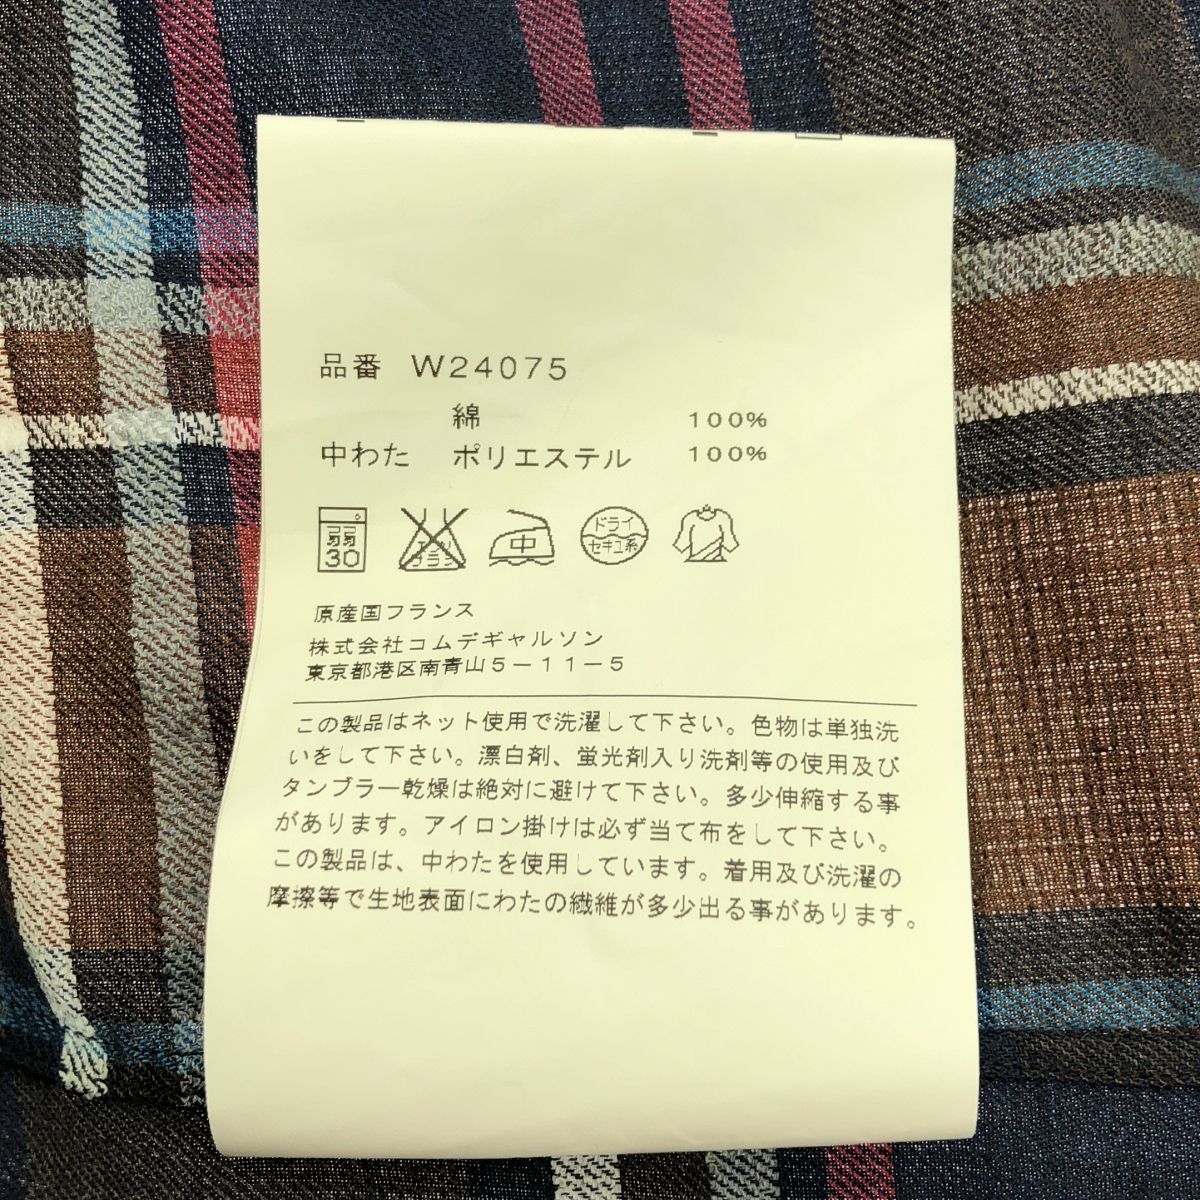 品番 W24075
綿 100%
中わた ポリエステル 100%
弱 30 エンソサラシ 中 ドライ セキユ系
原産国フランス
株式会社コムデギャルソン
東京都港区南青山5-11-5
この製品はネット使用で洗濯して下さい。色物は単独洗
いをして下さい。漂白剤、蛍光剤入り洗剤等の使用及び
タンブラー乾燥は絶対に避けて下さい。多少伸縮する事
があります。アイロン掛けは必ず当て布をして下さい。
この製品は、中わたを使用しています。着用及び洗濯の
摩擦等で生地表面にわたの繊維が多少出る事があります。